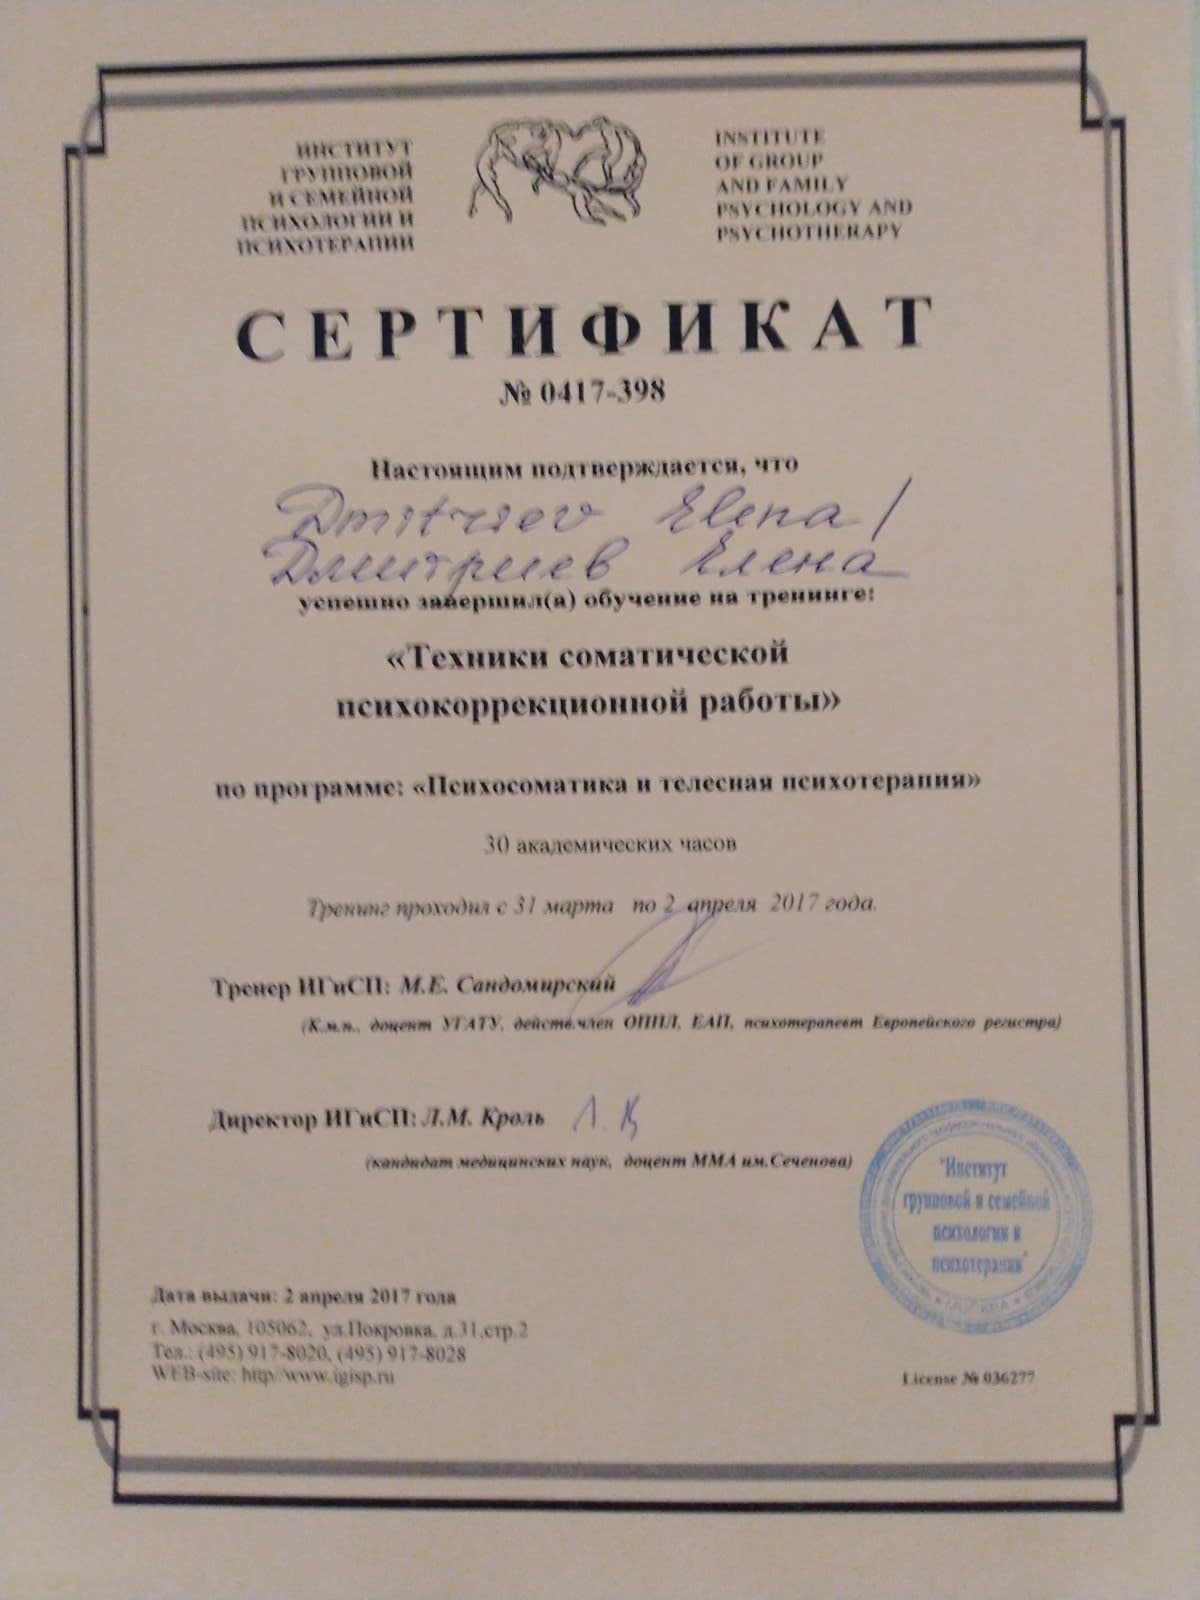 ИНСТИТУТ
ГРУППОВОЙ
И СЕМЕЙНОЙ
ПСИХОЛОГИИ И
ПСИХОТЕРАПИИ
INSTITUTE
OF GROUP
AND FAMILY
PSYCHOLOGY AND
PSYCHOTHERAPY
СЕРТИФИКАТ
№ 0417-398
Настоящим подтверждается, что
Dmitriev Elena /
Дмитриев Елена
успешно завершил(а) обучение на тренинге:
«Техники соматической
психокоррекционной работы»
по программе: «Психосоматика и телесная психотерапия»
30 академических часов
Тренинг проходил с 31 марта по 2 апреля 2017 года.
Тренер ИГиСП: М.Е. Сандомирский
(К.м.н., доцент УГАТУ, действ.член ОППЛ, ЕАП, психотерапевт Европейского регистра)
Директор ИГиСП: Л.М. Кроль Л. К
(кандидат медицинских наук, доцент ММА им.Сеченова)
"Институт
групповой и семейной
психологии и
психотерапии"
Дата выдачи: 2 апреля 2017 года
г. Москва, 105062, ул.Покровка, д.31,стр.2
Тел.: (495) 917-8020, (495) 917-8028
WEB-site: http//www.igisp.ru
License № 036277